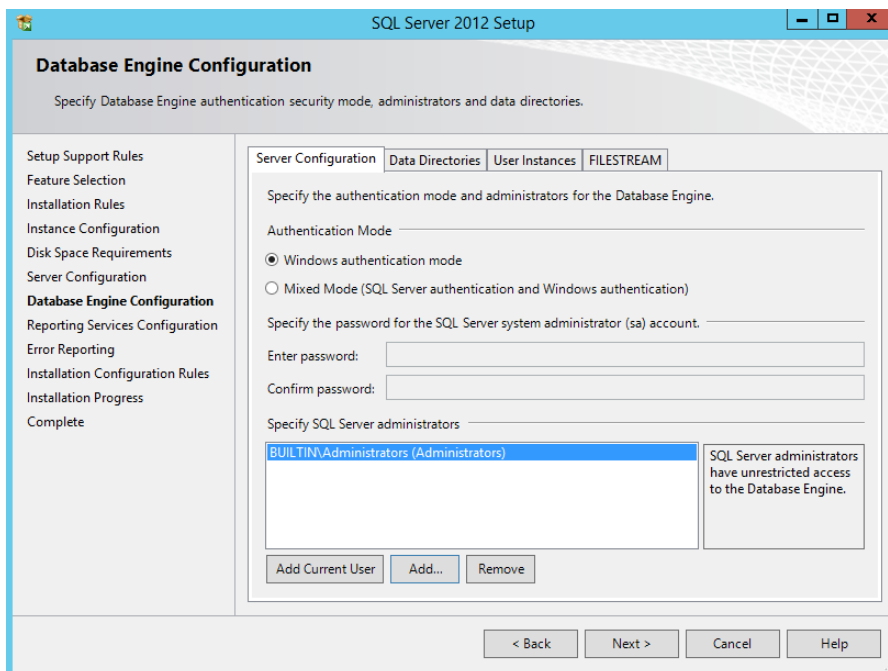 SQL Server 2012 Setup
Database Engine Configuration
Specify Database Engine authentication security mode, administrators and data directories.
Setup Support Rules
Feature Selection
Installation Rules
Instance Configuration
Disk Space Requirements
Server Configuration
Database Engine Configuration
Reporting Services Configuration
Error Reporting
Installation Configuration Rules
Installation Progress
Complete
Server Configuration Data Directories User Instances FILESTREAM
Specify the authentication mode and administrators for the Database Engine.
Authentication Mode
Windows authentication mode
Mixed Mode (SQL Server authentication and Windows authentication)
Specify the password for the SQL Server system administrator (sa) account.
Enter password:
Confirm password:
Specify SQL Server administrators
BUILTIN\Administrators (Administrators)
SQL Server administrators
have unrestricted access
to the Database Engine.
Add Current User Add... Remove
< Back Next > Cancel Help